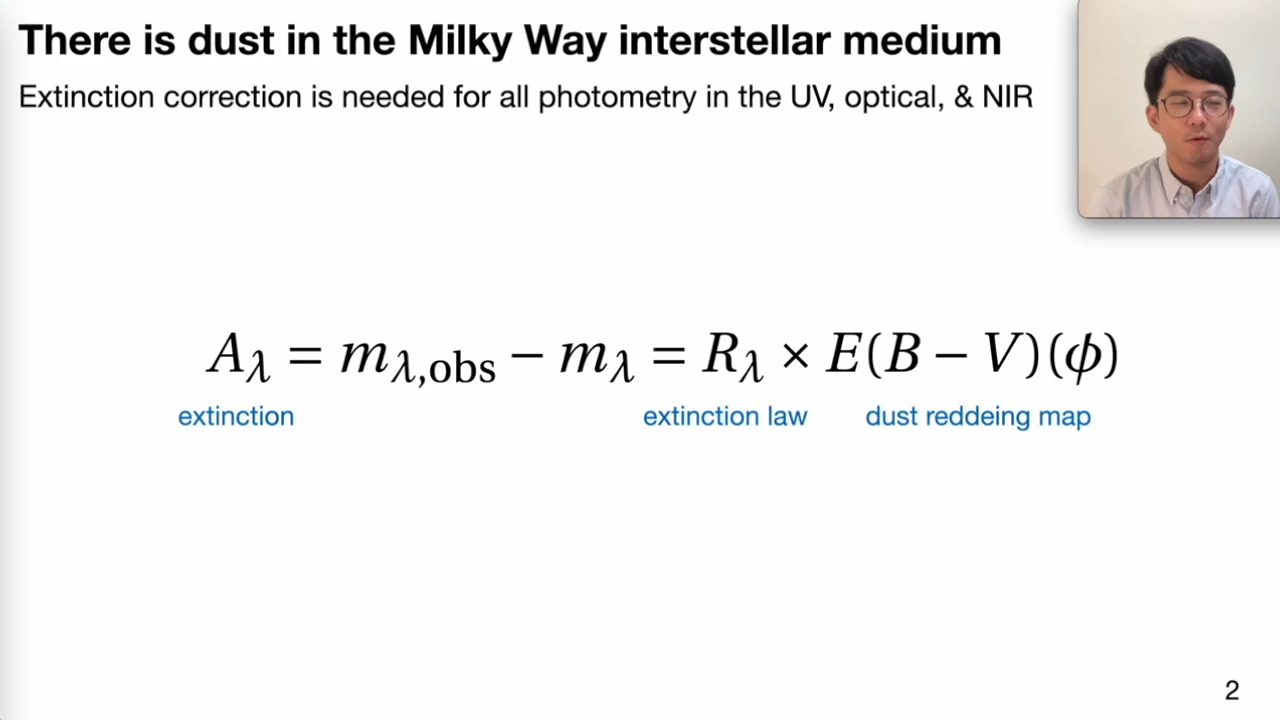 There is dust in the Milky Way interstellar medium
Extinction correction is needed for all photometry in the UV, optical, & NIR
A_λ = m_λ,obs − m_λ = R_λ × E(B − V)(ϕ)
extinction extinction law dust reddeing map
2